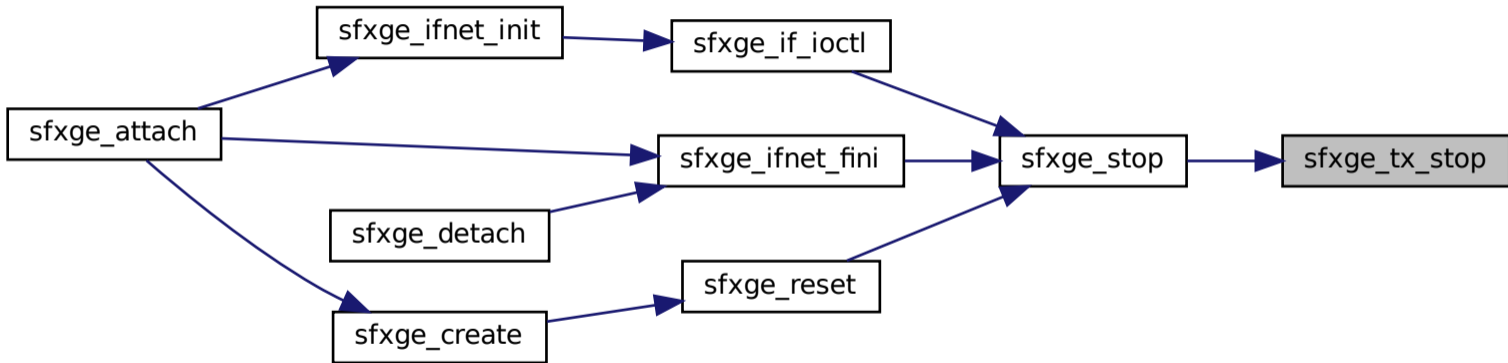 sfxge_ifnet_init
sfxge_if_ioctl
sfxge_attach
sfxge_ifnet_fini
sfxge_stop
sfxge_tx_stop
sfxge_detach
sfxge_reset
sfxge_create